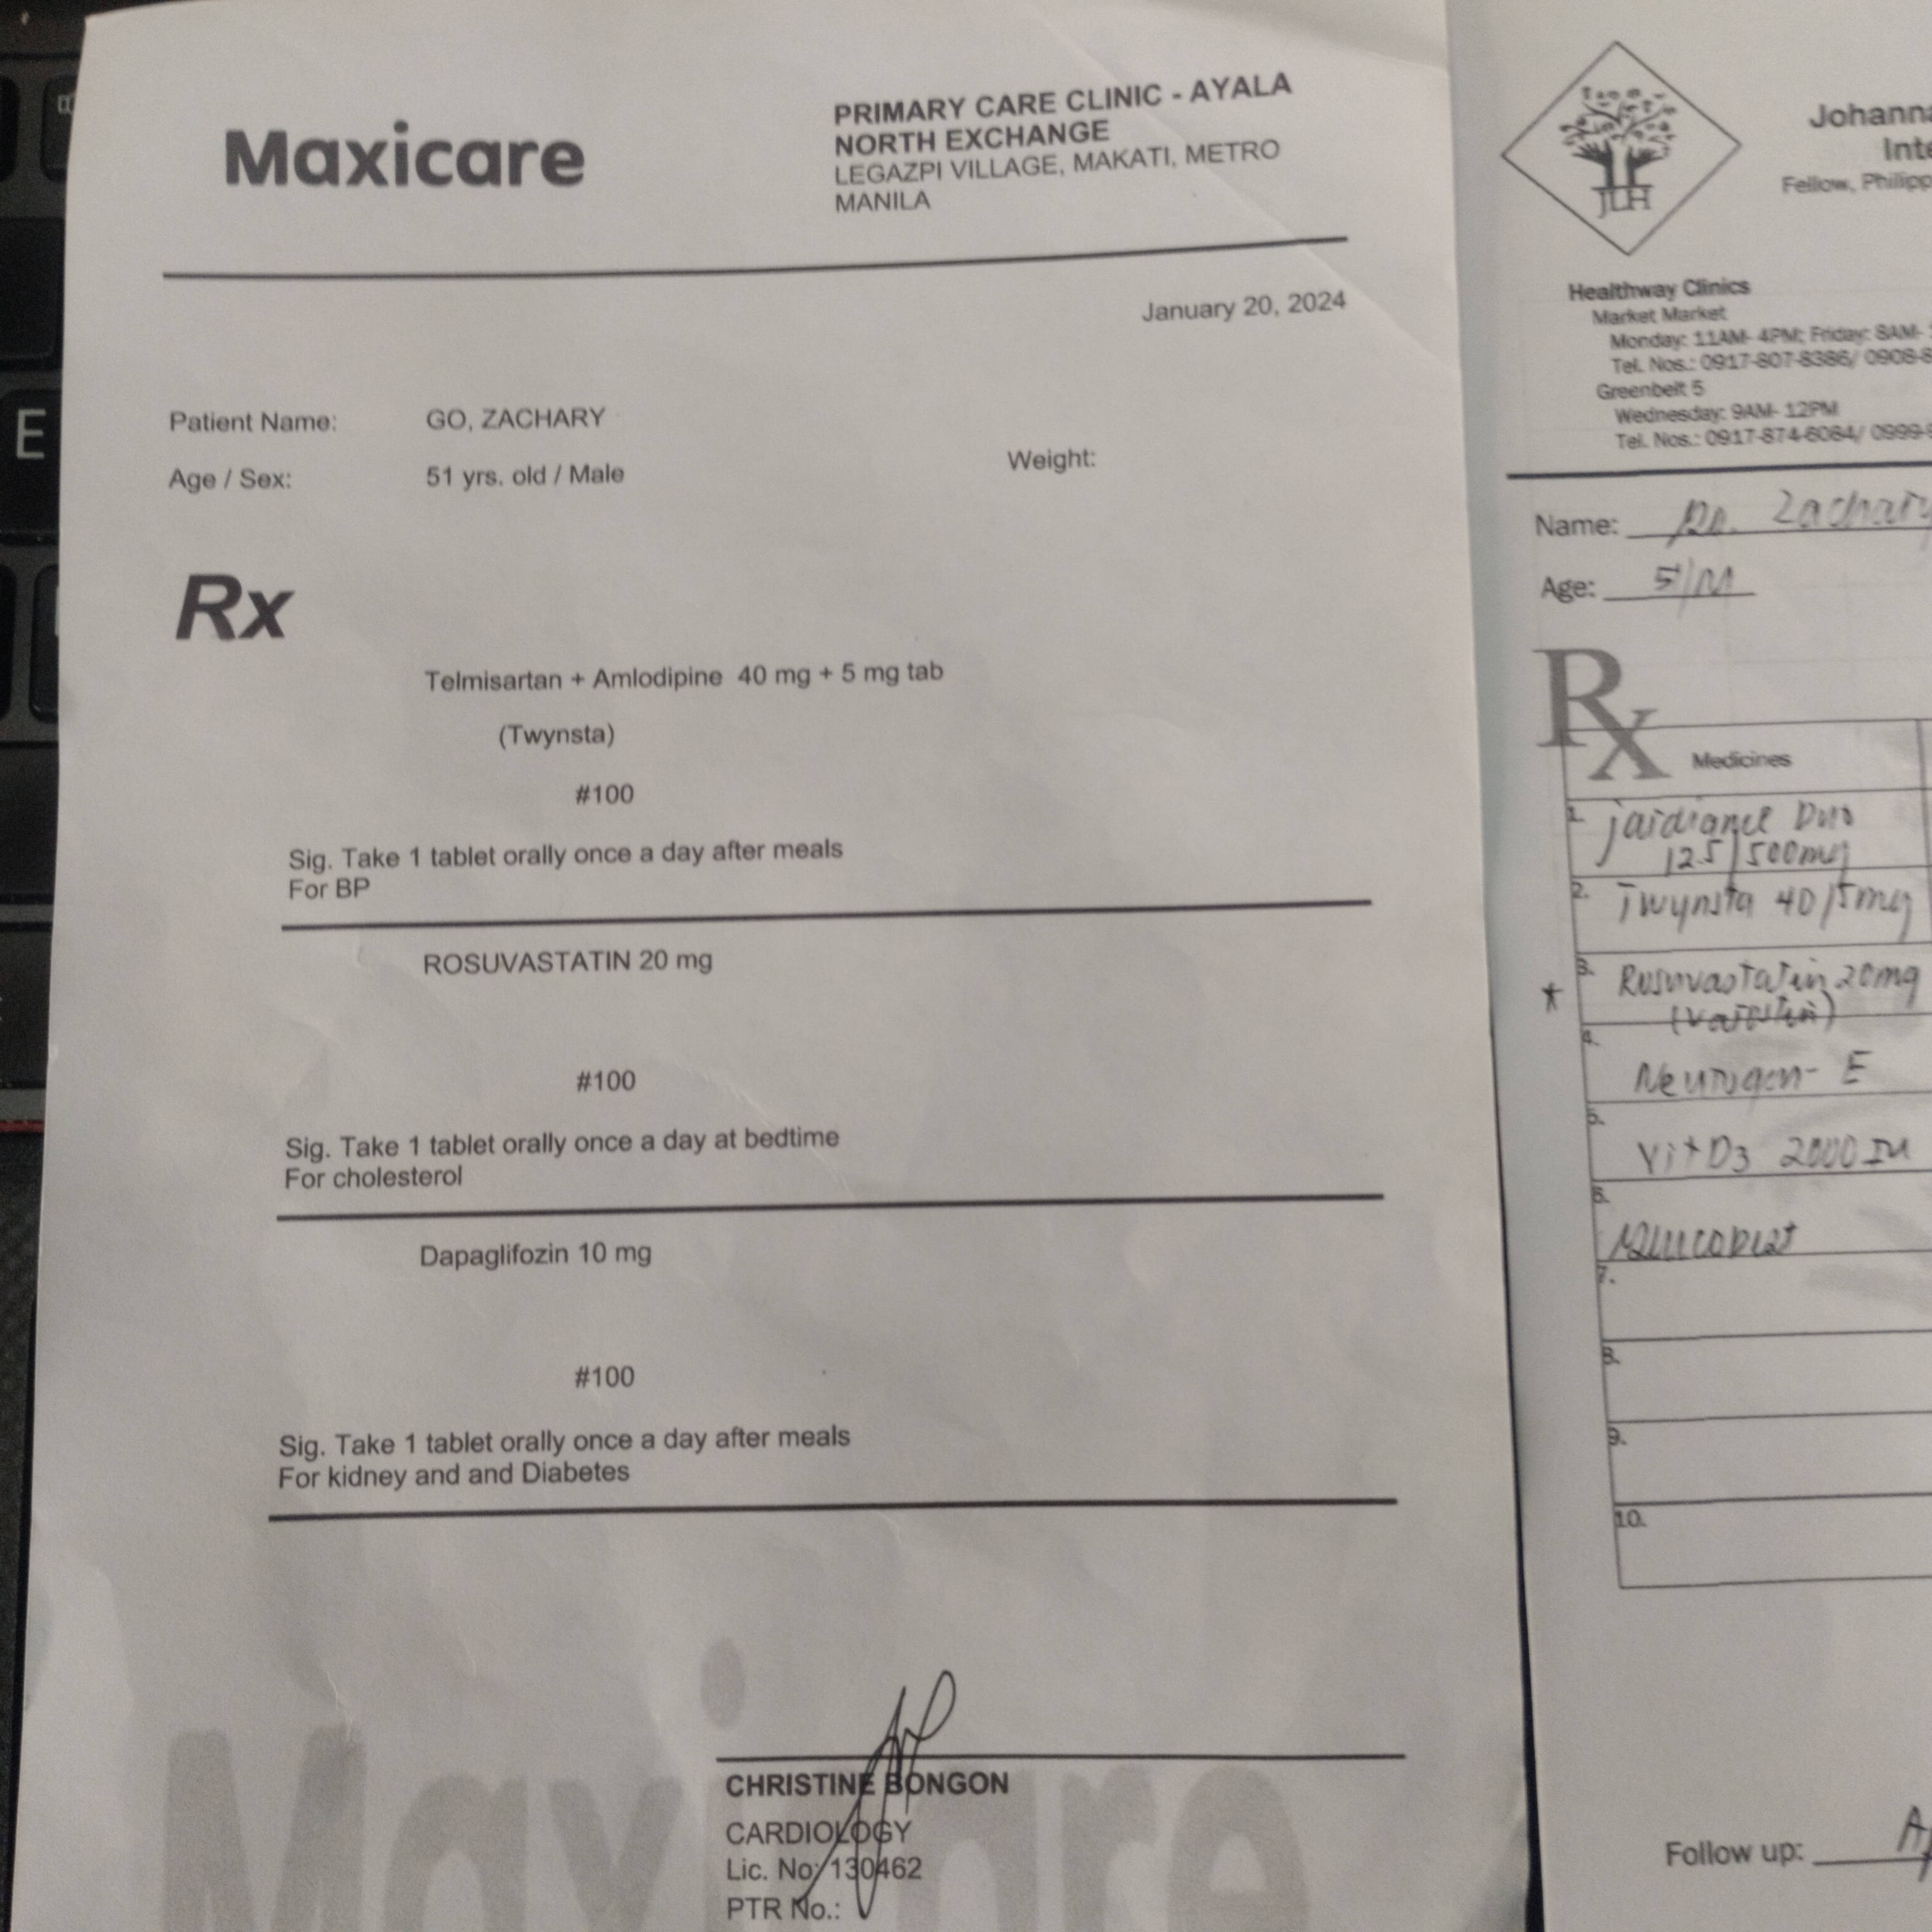 Maxicare
PRIMARY CARE CLINIC - AYALA
NORTH EXCHANGE
LEGAZPI VILLAGE, MAKATI, METRO
MANILA
January 20, 2024
Patient Name: GO, ZACHARY
Age / Sex: 51 yrs. old / Male
Weight:
Rx
Telmisartan + Amlodipine 40 mg + 5 mg tab
(Twynsta)
#100
Sig. Take 1 tablet orally once a day after meals
For BP
ROSUVASTATIN 20 mg
#100
Sig. Take 1 tablet orally once a day at bedtime
For cholesterol
Dapaglifozin 10 mg
#100
Sig. Take 1 tablet orally once a day after meals
For kidney and and Diabetes
CHRISTINE BONGON
CARDIOLOGY
Lic. No: 130462
PTR No.:
Maxicare
JLH
Johanna
Inte
Fellow, Philipp
Healthway Clinics
Market Market
Monday: 11AM- 4PM; Friday: 8AM-
Tel. Nos.: 0917-807-8386/ 0908-8
Greenbelt 5
Wednesday: 9AM- 12PM
Tel. Nos.: 0917-874-6064/ 0999-9
Name: Zachary
Age: 51/M
Rx
Medicines
1. Jardiance Duo
12.5/500mg
2. Twynsta 40/5mg
3. Rosuvastatin 20mg
4. Neurogen-E
5. Vit D3 2000 IU
6.
7.
8.
9.
10.
Follow up: